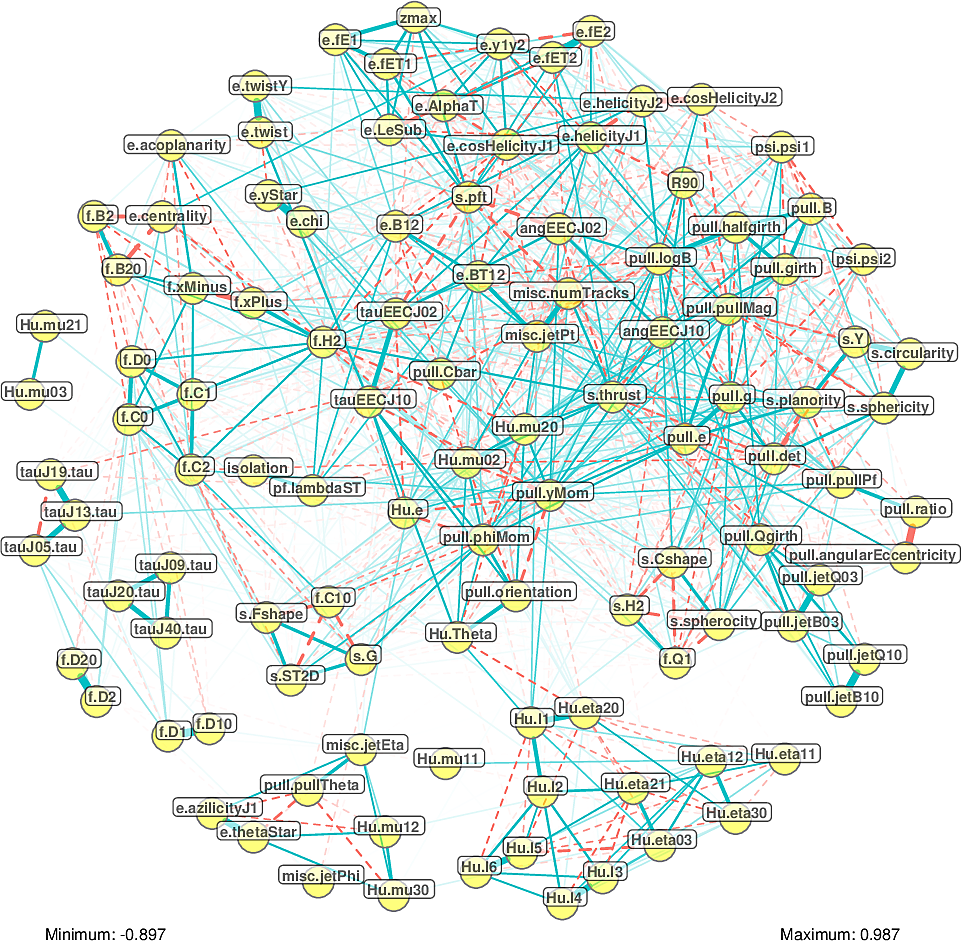 zmax
e.fE1
e.fE2
e.y1y2
e.fET1
e.fET2
e.twistY
e.AlphaT
e.helicityJ2
e.cosHelicityJ2
e.twist
e.LeSub
e.helicityJ1
e.acoplanarity
e.cosHelicityJ1
psi.psi1
R90
e.yStar
s.pft
f.B2
e.centrality
e.chi
e.B12
angEECJ02
pull.halfgirth
pull.B
f.B20
e.BT12
pull.logB
pull.girth
psi.psi2
f.xMinus
f.xPlus
misc.numTracks
tauEECJ02
pull.pullMag
Hu.mu21
f.H2
misc.jetPt
angEECJ10
s.Y
s.circularity
f.D0
pull.Cbar
Hu.mu03
f.C1
tauEECJ10
s.thrust
pull.g
s.planority
s.sphericity
f.C0
Hu.mu20
pull.e
f.C2
isolation
Hu.mu02
pull.det
tauJ19.tau
pf.lambdaST
pull.yMom
pull.pullPf
tauJ13.tau
Hu.e
pull.ratio
tauJ05.tau
pull.phiMom
pull.Qgirth
pull.angularEccentricity
tauJ09.tau
s.Cshape
pull.jetQ03
tauJ20.tau
f.C10
pull.orientation
s.H2
s.Fshape
s.spherocity
pull.jetB03
tauJ40.tau
Hu.Theta
f.D20
s.G
f.Q1
pull.jetQ10
s.ST2D
f.D2
pull.jetB10
f.D1
f.D10
Hu.I1
Hu.eta20
misc.jetEta
Hu.mu11
Hu.eta12
Hu.eta11
pull.pullTheta
Hu.I2
Hu.eta21
e.azilicityJ1
Hu.eta30
e.thetaStar
Hu.mu12
Hu.I5
Hu.eta03
Hu.I6
Hu.I3
misc.jetPhi
Hu.mu30
Hu.I4
Minimum: -0.897
Maximum: 0.987